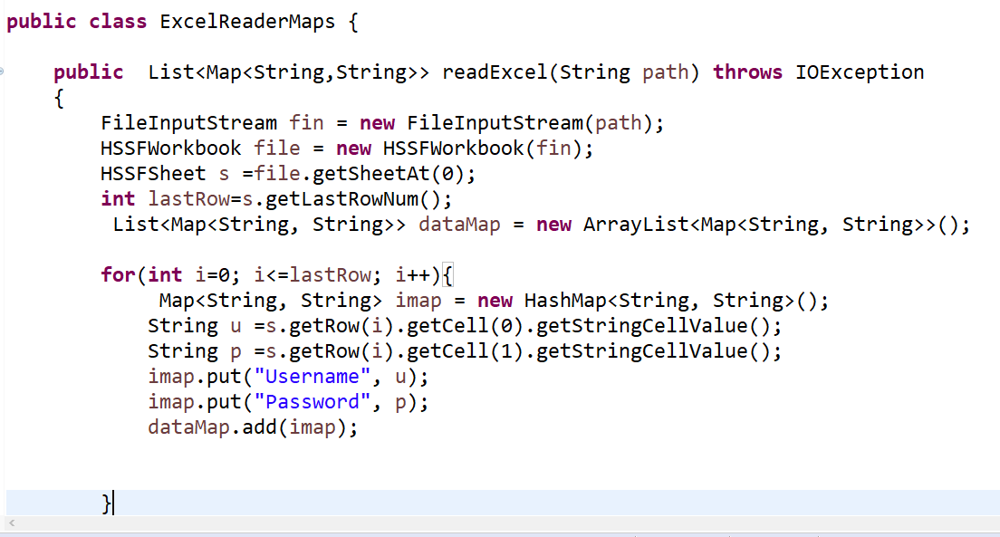 public class ExcelReaderMaps {
public  List<Map<String,String>> readExcel(String path) throws IOException
{
FileInputStream fin = new FileInputStream(path);
HSSFWorkbook file = new HSSFWorkbook(fin);
HSSFSheet s =file.getSheetAt(0);
int lastRow=s.getLastRowNum();
List<Map<String, String>> dataMap = new ArrayList<Map<String, String>>();
for(int i=0; i<=lastRow; i++){
Map<String, String> imap = new HashMap<String, String>();
String u =s.getRow(i).getCell(0).getStringCellValue();
String p =s.getRow(i).getCell(1).getStringCellValue();
imap.put("Username", u);
imap.put("Password", p);
dataMap.add(imap);
}